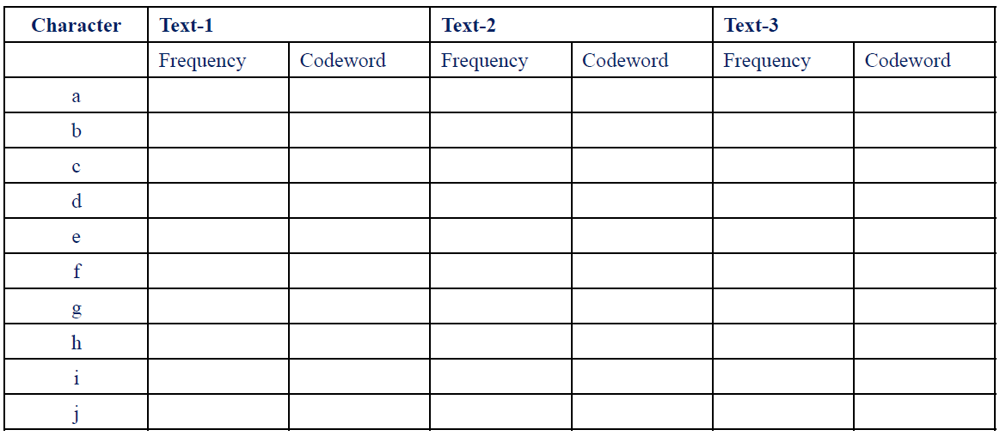 Character Text-1 Text-2 Text-3
Frequency Codeword Frequency Codeword Frequency Codeword
a
b
c
d
e
f
g
h
i
j